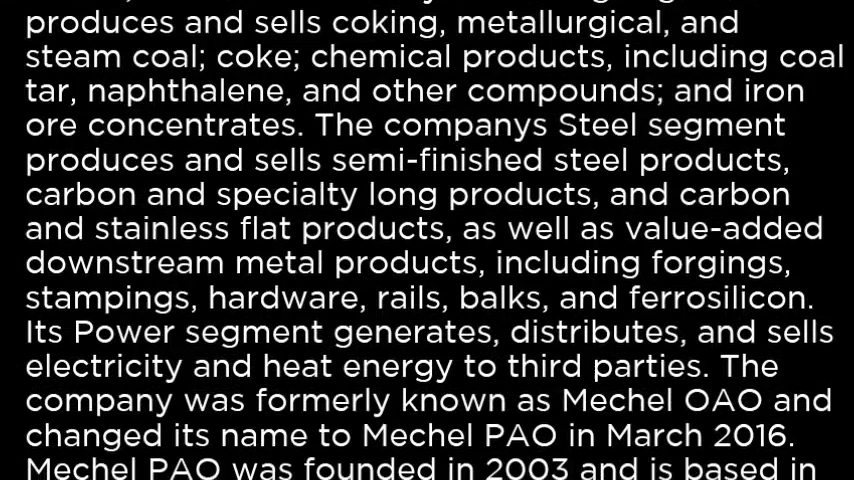 produces and sells coking, metallurgical, and
steam coal; coke; chemical products, including coal
tar, naphthalene, and other compounds; and iron
ore concentrates. The companys Steel segment
produces and sells semi-finished steel products,
carbon and specialty long products, and carbon
and stainless flat products, as well as value-added
downstream metal products, including forgings,
stampings, hardware, rails, balks, and ferrosilicon.
Its Power segment generates, distributes, and sells
electricity and heat energy to third parties. The
company was formerly known as Mechel OAO and
changed its name to Mechel PAO in March 2016.
Mechel PAO was founded in 2003 and is based in